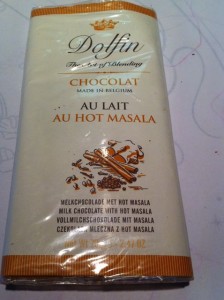 Dolfin
The Art of Blending
CHOCOLAT
MADE IN BELGIUM
AU LAIT
AU HOT MASALA
MELKCHOCOLADE MET HOT MASALA
MILK CHOCOLATE WITH HOT MASALA
VOLLMILCHSCHOKOLADE MIT MASALA
CZEKOLADA MLECZNA Z HOT MASALA
OZ